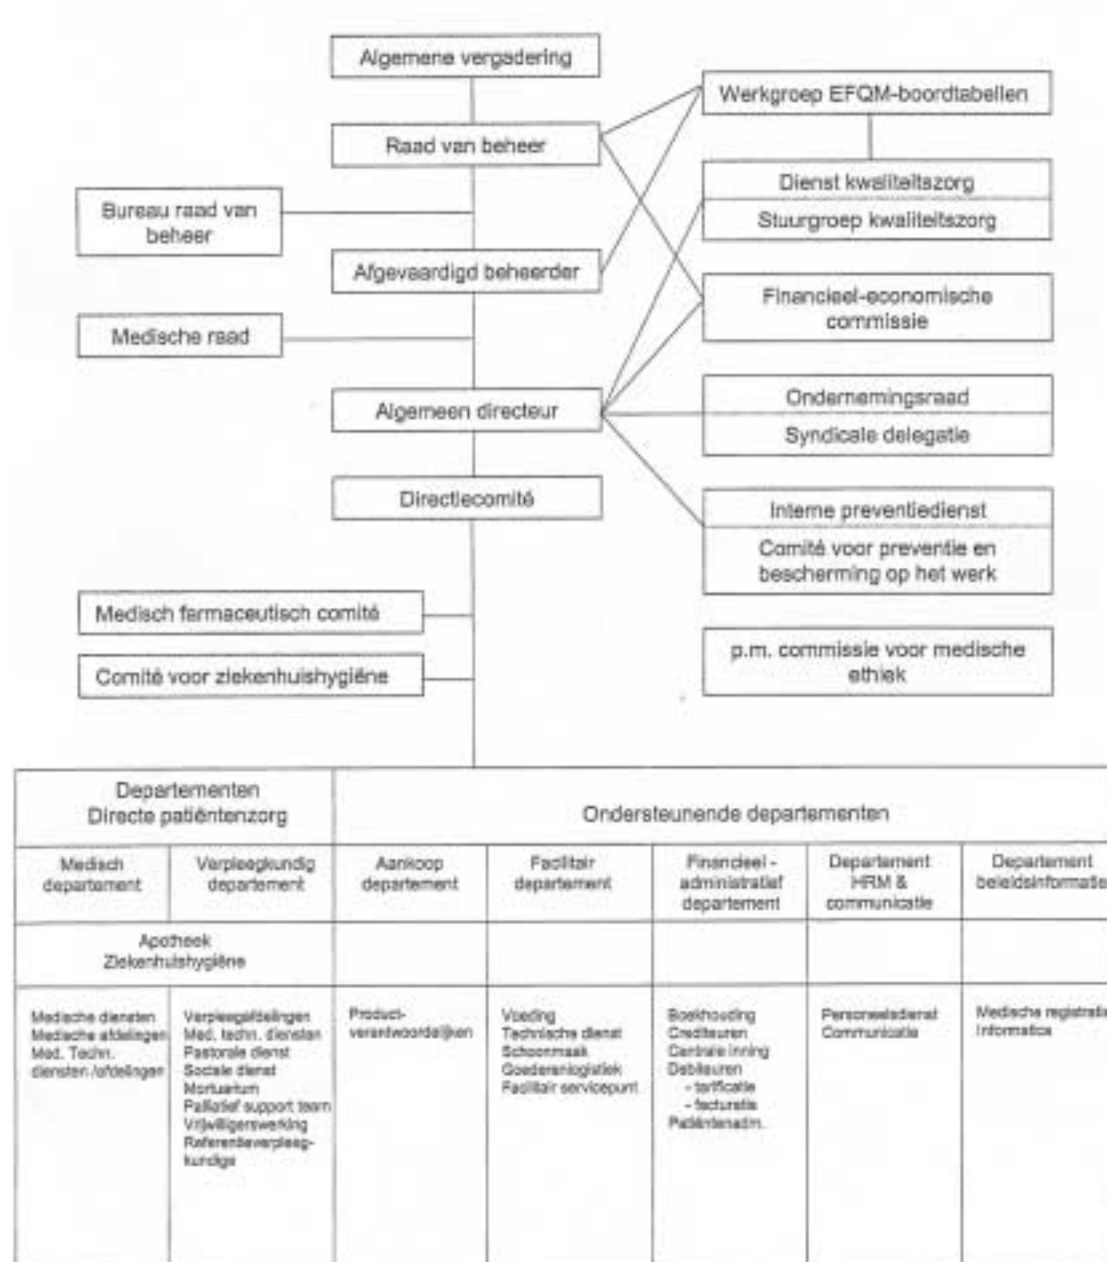 Algemene vergadering
Werkgroep EFQM-boordtabellen
Raad van beheer
Dienst kwaliteitszorg
Stuurgroep kwaliteitszorg
Bureau raad van
beheer
Afgevaardigd beheerder
Financieel-economische
commissie
Medische raad
Algemeen directeur
Ondernemingsraad
Syndicale delegatie
Directiecomité
Interne preventiedienst
Comité voor preventie en
bescherming op het werk
Medisch farmaceutisch comité
Comité voor ziekenhuishygiëne
p.m. commissie voor medische
ethiek
Departementen
Directe patiëntenzorg
Ondersteunende departementen
Medisch
departement
Verpleegkundig
departement
Aankoop
departement
Facilitair
departement
Financieel -
administratief
departement
Departement
HRM &
communicatie
Departement
beleidsinformatie
Apotheek
Ziekenhuishygiëne
Medische diensten
Medische afdelingen
Med. Techn.
diensten /afdelingen
Verpleegafdelingen
Med. techn. diensten
Pastorale dienst
Sociale dienst
Mortuarium
Palliatief support team
Vrijwilligerswerking
Referentieverpleeg-
kundige
Product-
verantwoordelijken
Voeding
Technische dienst
Schoonmaak
Goederenlogistiek
Facilitair servicepunt
Boekhouding
Crediteuren
Centrale inning
Debiteuren
- tarificatie
- facturatie
Patiëntenadm.
Personeelsdienst
Communicatie
Medische registratie
Informatica